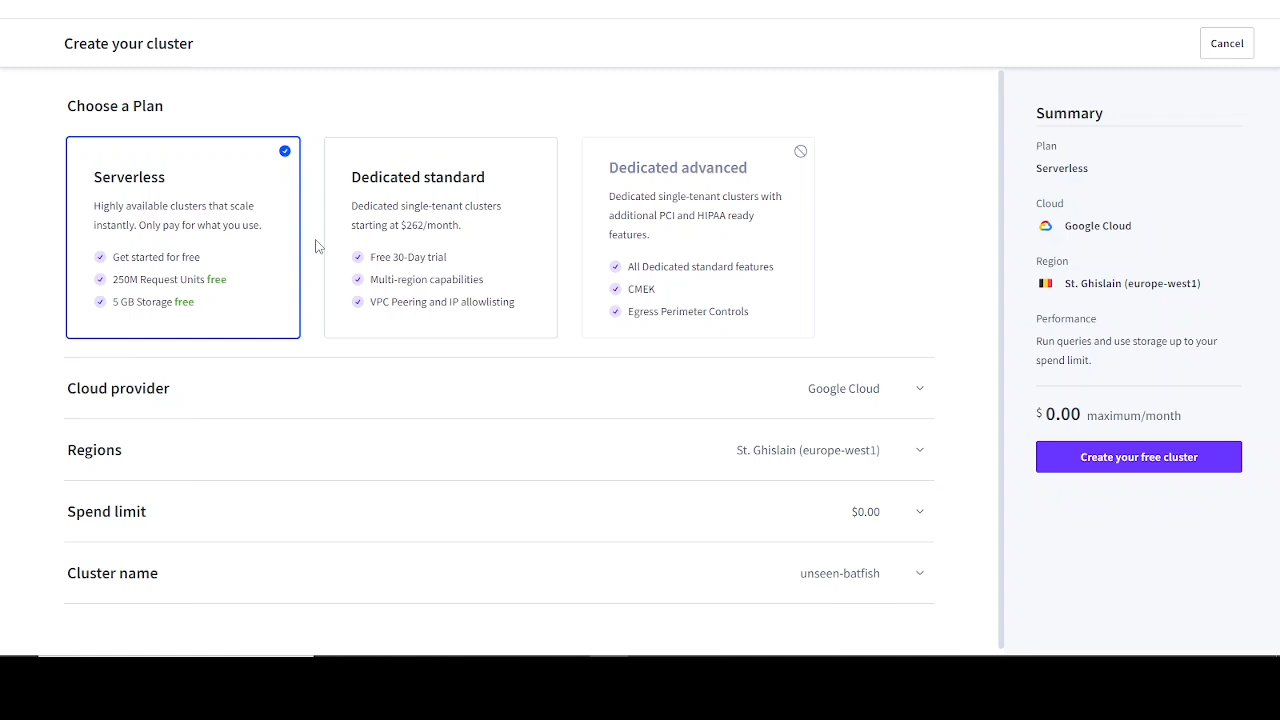 Create your cluster
Cancel
Choose a Plan
Serverless
Highly available clusters that scale
instantly. Only pay for what you use.
Get started for free
250M Request Units free
5 GB Storage free
Dedicated standard
Dedicated single-tenant clusters
starting at $262/month.
Free 30-Day trial
Multi-region capabilities
VPC Peering and IP allowlisting
Dedicated advanced
Dedicated single-tenant clusters with
additional PCI and HIPAA ready
features.
All Dedicated standard features
CMEK
Egress Perimeter Controls
Cloud provider
Google Cloud
Regions
St. Ghislain (europe-west1)
Spend limit
$0.00
Cluster name
unseen-batfish
Summary
Plan
Serverless
Cloud
Google Cloud
Region
St. Ghislain (europe-west1)
Performance
Run queries and use storage up to your
spend limit.
$ 0.00 maximum/month
Create your free cluster